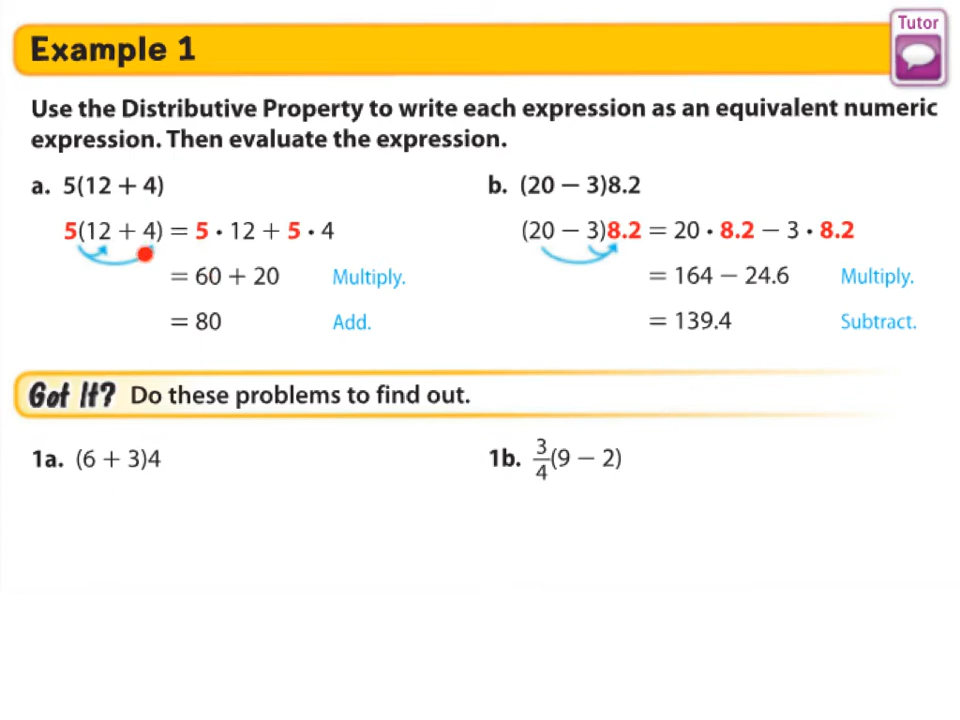 Tutor
Example 1
Use the Distributive Property to write each expression as an equivalent numeric
expression. Then evaluate the expression.
a. 5(12 + 4)
5(12 + 4) = 5 • 12 + 5 • 4
= 60 + 20 Multiply.
= 80 Add.
b. (20 − 3)8.2
(20 − 3)8.2 = 20 • 8.2 − 3 • 8.2
= 164 − 24.6 Multiply.
= 139.4 Subtract.
Got It? Do these problems to find out.
1a. (6 + 3)4
1b. 3/4(9 − 2)